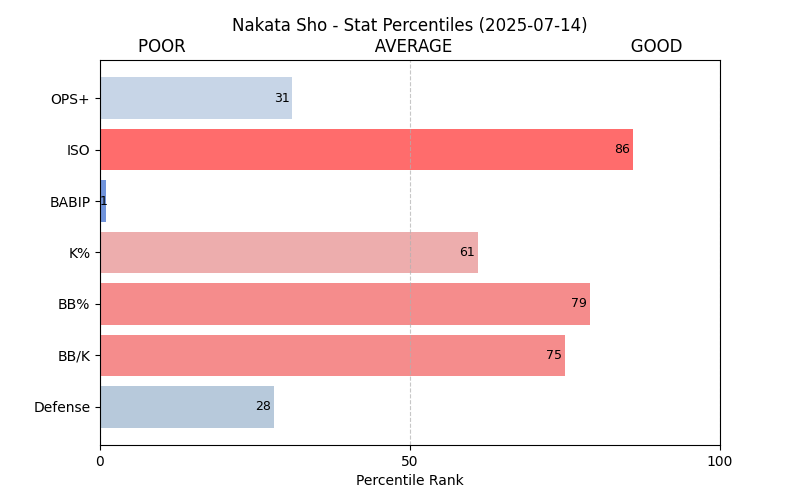 Nakata Sho - Stat Percentiles (2025-07-14)
POOR AVERAGE GOOD
OPS+ 31
ISO 86
BABIP 1
K% 61
BB% 79
BB/K 75
Defense 28
0 50 100
Percentile Rank